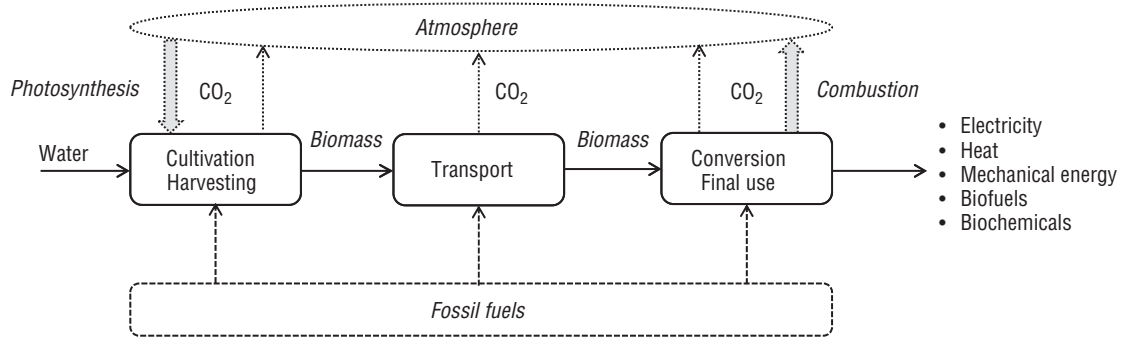 Atmosphere
Photosynthesis
CO₂
CO₂
CO₂
Combustion
Water
Cultivation
Harvesting
Biomass
Transport
Biomass
Conversion
Final use
• Electricity
• Heat
• Mechanical energy
• Biofuels
• Biochemicals
Fossil fuels